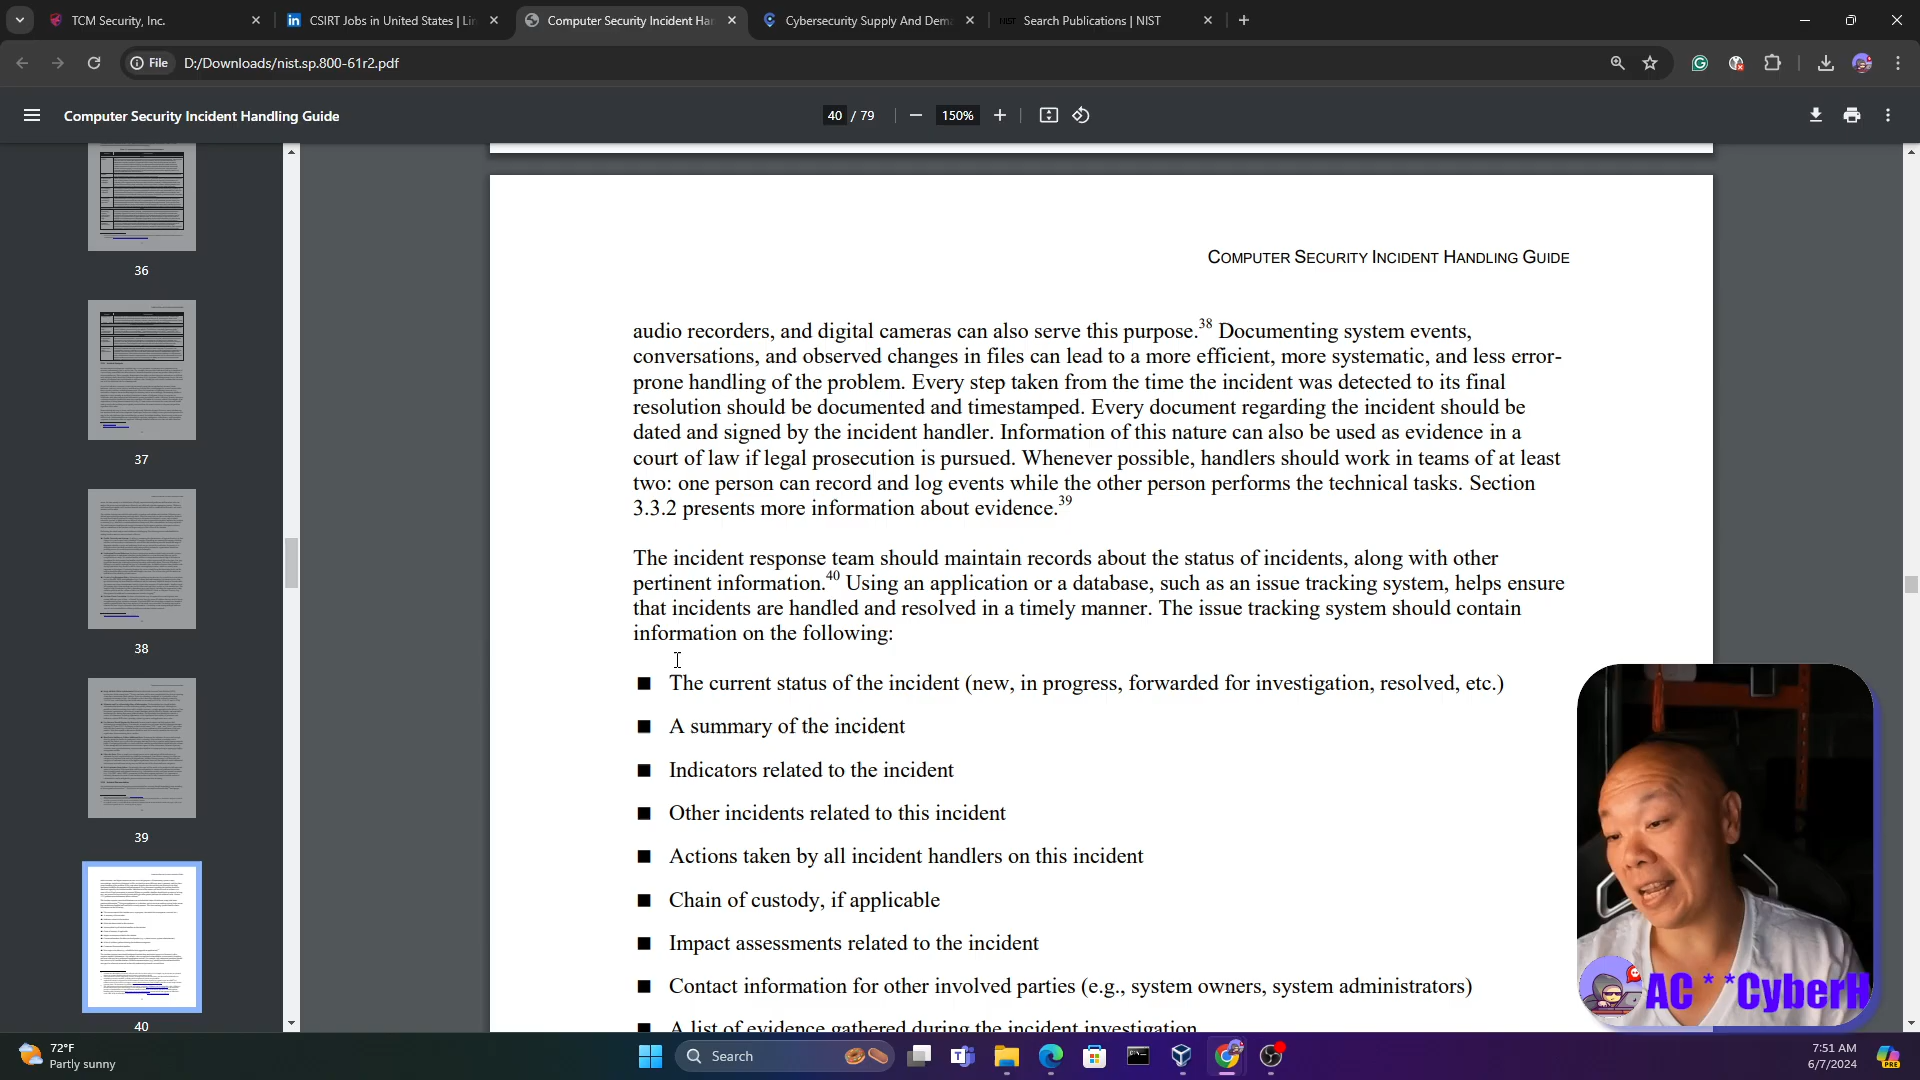 TCM Security, Inc.
CSIRT Jobs in United States | Lin
Computer Security Incident Han
Cybersecurity Supply And Dema
NIST
Search Publications | NIST
File
D:/Downloads/nist.sp.800-61r2.pdf
Computer Security Incident Handling Guide
40 / 79
150%
36
37
38
39
40
COMPUTER SECURITY INCIDENT HANDLING GUIDE
audio recorders, and digital cameras can also serve this purpose.38 Documenting system events,
conversations, and observed changes in files can lead to a more efficient, more systematic, and less error-
prone handling of the problem. Every step taken from the time the incident was detected to its final
resolution should be documented and timestamped. Every document regarding the incident should be
dated and signed by the incident handler. Information of this nature can also be used as evidence in a
court of law if legal prosecution is pursued. Whenever possible, handlers should work in teams of at least
two: one person can record and log events while the other person performs the technical tasks. Section
3.3.2 presents more information about evidence.39
The incident response team should maintain records about the status of incidents, along with other
pertinent information.40 Using an application or a database, such as an issue tracking system, helps ensure
that incidents are handled and resolved in a timely manner. The issue tracking system should contain
information on the following:
■ The current status of the incident (new, in progress, forwarded for investigation, resolved, etc.)
■ A summary of the incident
■ Indicators related to the incident
■ Other incidents related to this incident
■ Actions taken by all incident handlers on this incident
■ Chain of custody, if applicable
■ Impact assessments related to the incident
■ Contact information for other involved parties (e.g., system owners, system administrators)
■ A list of evidence gathered during the incident investigation
AC * *CyberH
72°F
Partly sunny
Search
7:51 AM
6/7/2024
PRE